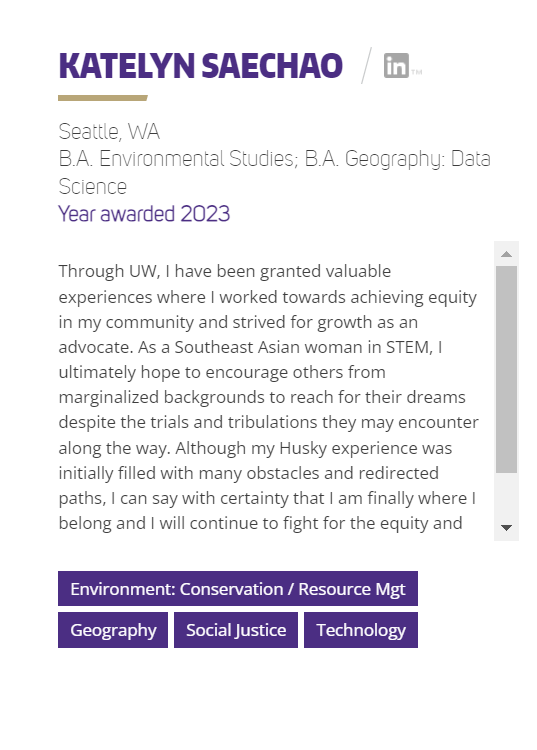 KATELYN SAECHAO / in™
Seattle, WA
B.A. Environmental Studies; B.A. Geography: Data
Science
Year awarded 2023
Through UW, I have been granted valuable
experiences where I worked towards achieving equity
in my community and strived for growth as an
advocate. As a Southeast Asian woman in STEM, I
ultimately hope to encourage others from
marginalized backgrounds to reach for their dreams
despite the trials and tribulations they may encounter
along the way. Although my Husky experience was
initially filled with many obstacles and redirected
paths, I can say with certainty that I am finally where I
belong and I will continue to fight for the equity and
Environment: Conservation / Resource Mgt
Geography Social Justice Technology